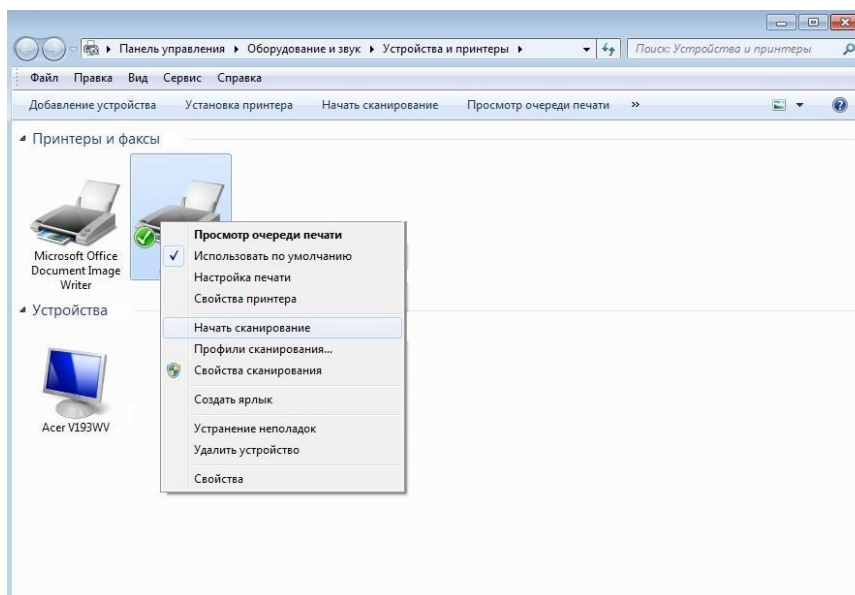 Панель управления ▸ Оборудование и звук ▸ Устройства и принтеры ▸
Поиск: Устройства и принтеры
Файл Правка Вид Сервис Справка
Добавление устройства Установка принтера Начать сканирование Просмотр очереди печати »
Принтеры и факсы
Microsoft Office
Document Image
Writer
Просмотр очереди печати
Использовать по умолчанию
Настройка печати
Свойства принтера
Начать сканирование
Профили сканирования...
Свойства сканирования
Создать ярлык
Устранение неполадок
Удалить устройство
Свойства
Устройства
Acer V193WV